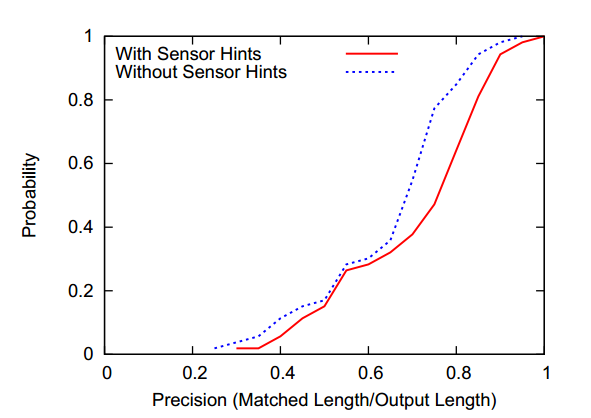 With Sensor Hints
Without Sensor Hints
Probability
1
0.8
0.6
0.4
0.2
0
0 0.2 0.4 0.6 0.8 1
Precision (Matched Length/Output Length)